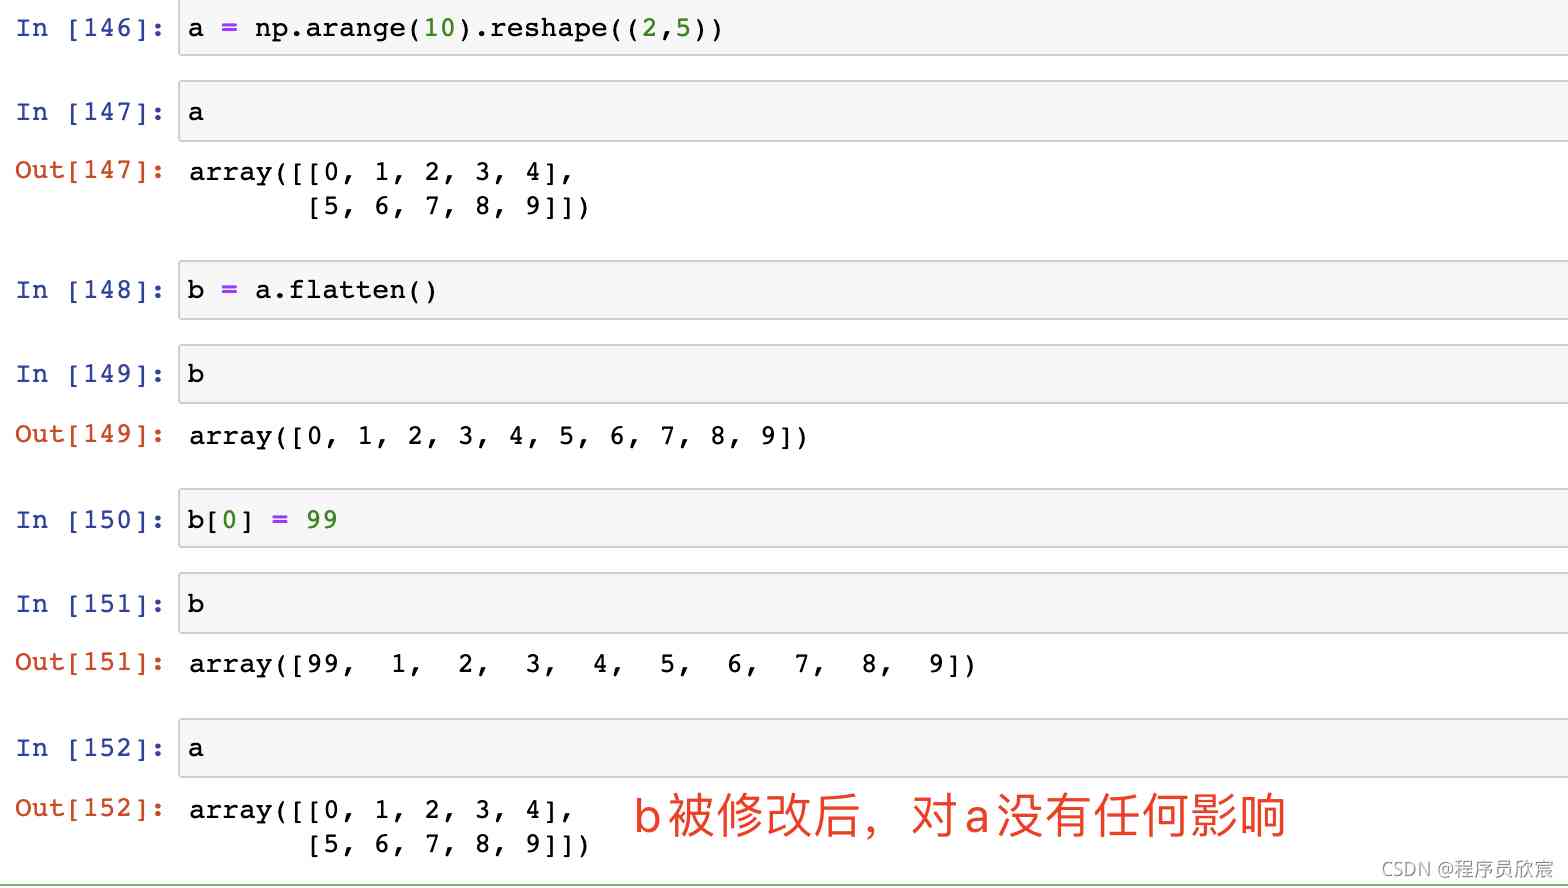 In [146]: a = np.arange(10).reshape((2,5))
In [147]: a
Out[147]: array([[0, 1, 2, 3, 4],
[5, 6, 7, 8, 9]])
In [148]: b = a.flatten()
In [149]: b
Out[149]: array([0, 1, 2, 3, 4, 5, 6, 7, 8, 9])
In [150]: b[0] = 99
In [151]: b
Out[151]: array([99, 1, 2, 3, 4, 5, 6, 7, 8, 9])
In [152]: a
Out[152]: array([[0, 1, 2, 3, 4],
[5, 6, 7, 8, 9]])
b被修改后，对a没有任何影响
CSDN @程序员欣宸